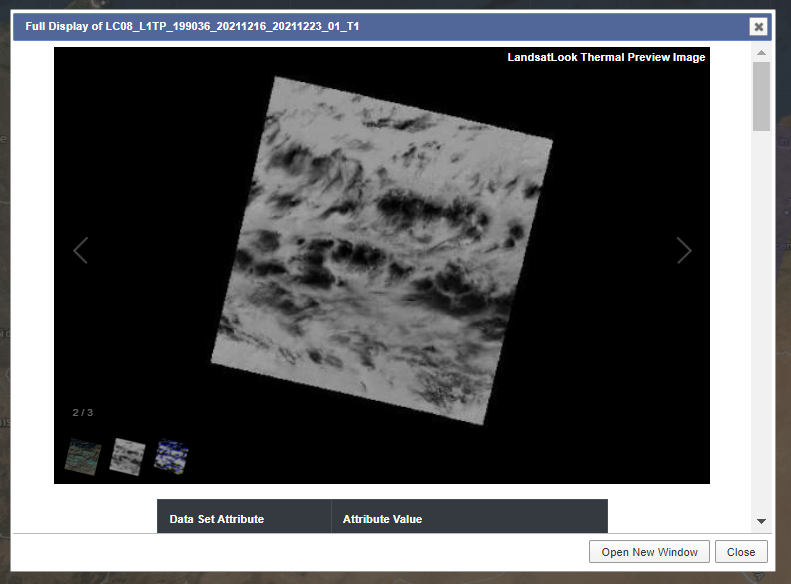 Full Display of LC08_L1TP_199036_20211216_20211223_01_T1
LandsatLook Thermal Preview Image
2 / 3
Data Set Attribute
Attribute Value
Open New Window
Close